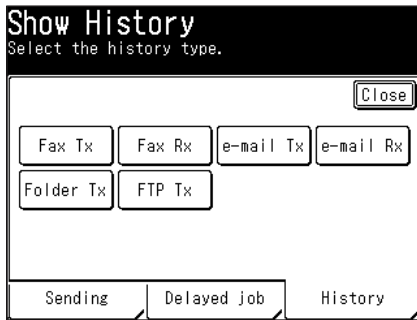 Show History
Select the history type.
Close
Fax Tx Fax Rx e-mail Tx e-mail Rx
Folder Tx FTP Tx
Sending Delayed job History